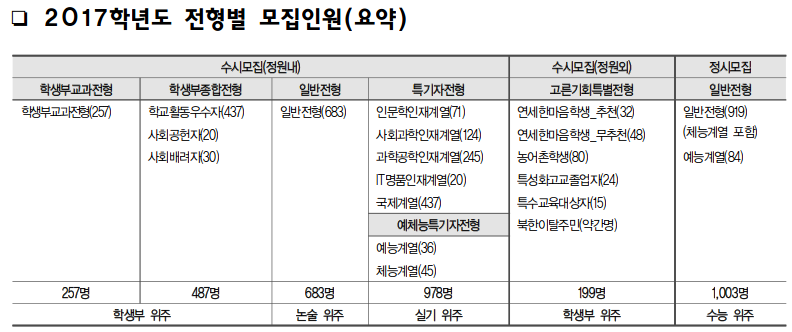 ❏ 2017학년도 전형별 모집인원(요약)
수시모집(정원내) 수시모집(정원외) 정시모집
학생부교과전형 학생부종합전형 일반전형 특기자전형 고른기회특별전형 일반전형
학생부교과전형(257) 학교활동우수자(437) 일반전형(683) 인문학인재계열(71) 연세한마음학생_추천(32) 일반전형(919)
사회공헌자(20) 사회과학인재계열(124) 연세한마음학생_무추천(48) (체능계열 포함)
사회배려자(30) 과학공학인재계열(245) 농어촌학생(80) 예능계열(84)
IT명품인재계열(20) 특성화고교졸업자(24)
국제계열(437) 특수교육대상자(15)
예체능특기자전형 북한이탈주민(약간명)
예능계열(36)
체능계열(45)
257명 487명 683명 978명 199명 1,003명
학생부 위주 논술 위주 실기 위주 학생부 위주 수능 위주